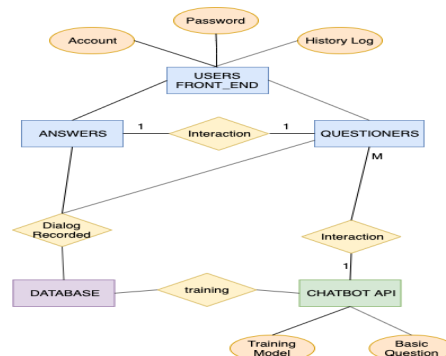 Password
Account
History Log
USERS
FRONT_END
ANSWERS
1
Interaction
1
QUESTIONERS
M
Dialog
Recorded
Interaction
1
DATABASE
training
CHATBOT API
Training
Model
Basic
Question